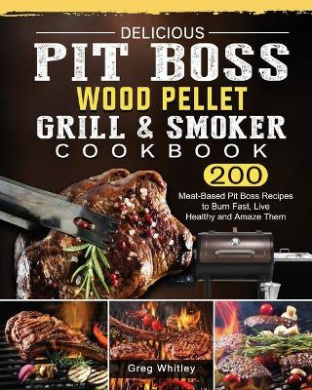 DELICIOUS
PIT BOSS
WOOD PELLET
GRILL & SMOKER
COOKBOOK
200
Meat-Based Pit Boss Recipes
to Burn Fast, Live
Healthy and Amaze Them
Greg Whitley